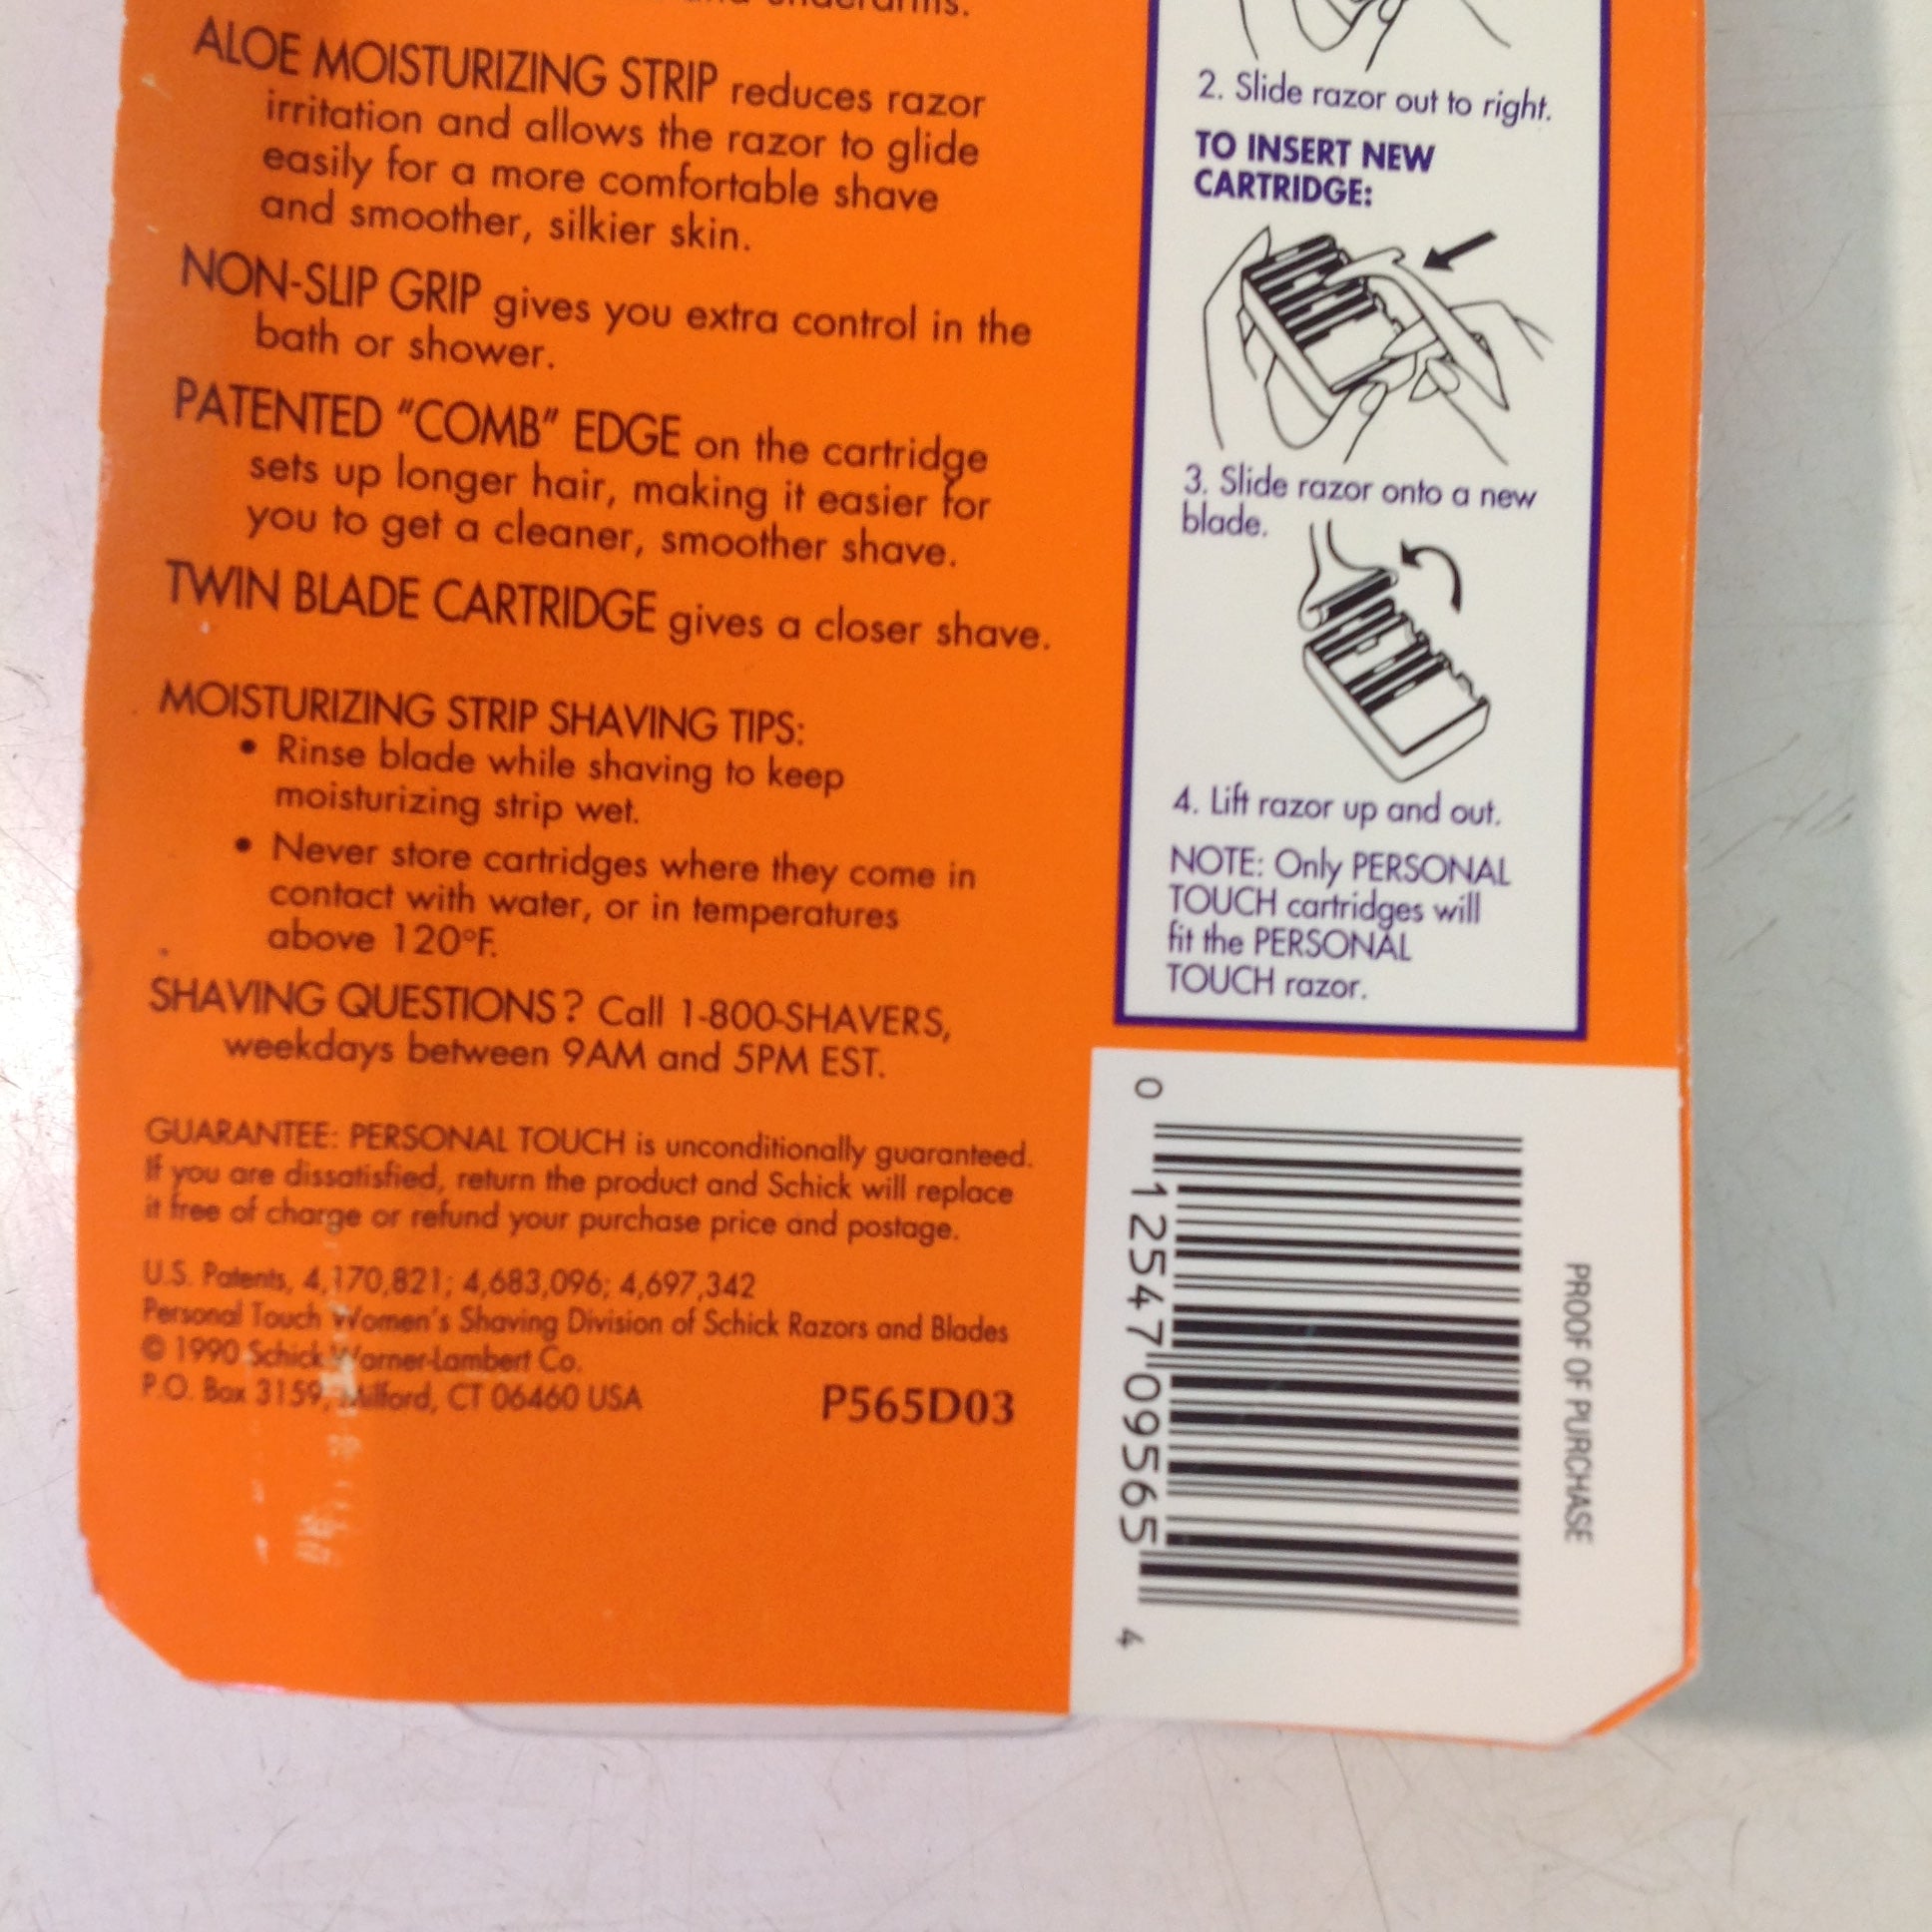 underarms.
ALOE MOISTURIZING STRIP reduces razor
irritation and allows the razor to glide
easily for a more comfortable shave
and smoother, silkier skin.
NON-SLIP GRIP gives you extra control in the
bath or shower.
PATENTED "COMB" EDGE on the cartridge
sets up longer hair, making it easier for
you to get a cleaner, smoother shave.
TWIN BLADE CARTRIDGE gives a closer shave.
MOISTURIZING STRIP SHAVING TIPS:
• Rinse blade while shaving to keep
moisturizing strip wet.
• Never store cartridges where they come in
contact with water, or in temperatures
above 120°F.
SHAVING QUESTIONS? Call 1-800-SHAVERS,
weekdays between 9AM and 5PM EST.
GUARANTEE: PERSONAL TOUCH is unconditionally guaranteed.
If you are dissatisfied, return the product and Schick will replace
it free of charge or refund your purchase price and postage.
U.S. Patents, 4,170,821; 4,683,096; 4,697,342
Personal Touch Women's Shaving Division of Schick Razors and Blades
© 1990 Schick Warner-Lambert Co.
P.O. Box 3159, Milford, CT 06460 USA
P565D03
2. Slide razor out to right.
TO INSERT NEW
CARTRIDGE:
3. Slide razor onto a new
blade.
4. Lift razor up and out.
NOTE: Only PERSONAL
TOUCH cartridges will
fit the PERSONAL
TOUCH razor.
0 12547 09565 4
PROOF OF PURCHASE